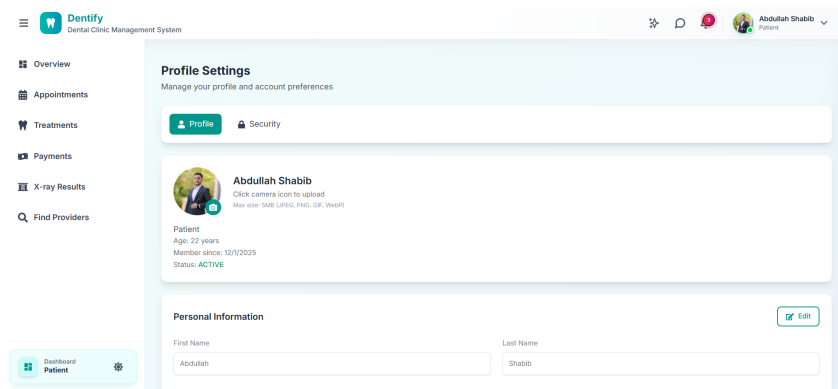 Dentify
Dental Clinic Management System
3
Abdullah Shabib
Patient
Overview
Appointments
Treatments
Payments
X-ray Results
Find Providers
Dashboard
Patient
Profile Settings
Manage your profile and account preferences
Profile
Security
Abdullah Shabib
Click camera icon to upload
Max size: 5MB (JPEG, PNG, GIF, WebP)
Patient
Age: 22 years
Member since: 12/1/2025
Status: ACTIVE
Personal Information
Edit
First Name
Last Name
Abdullah
Shabib